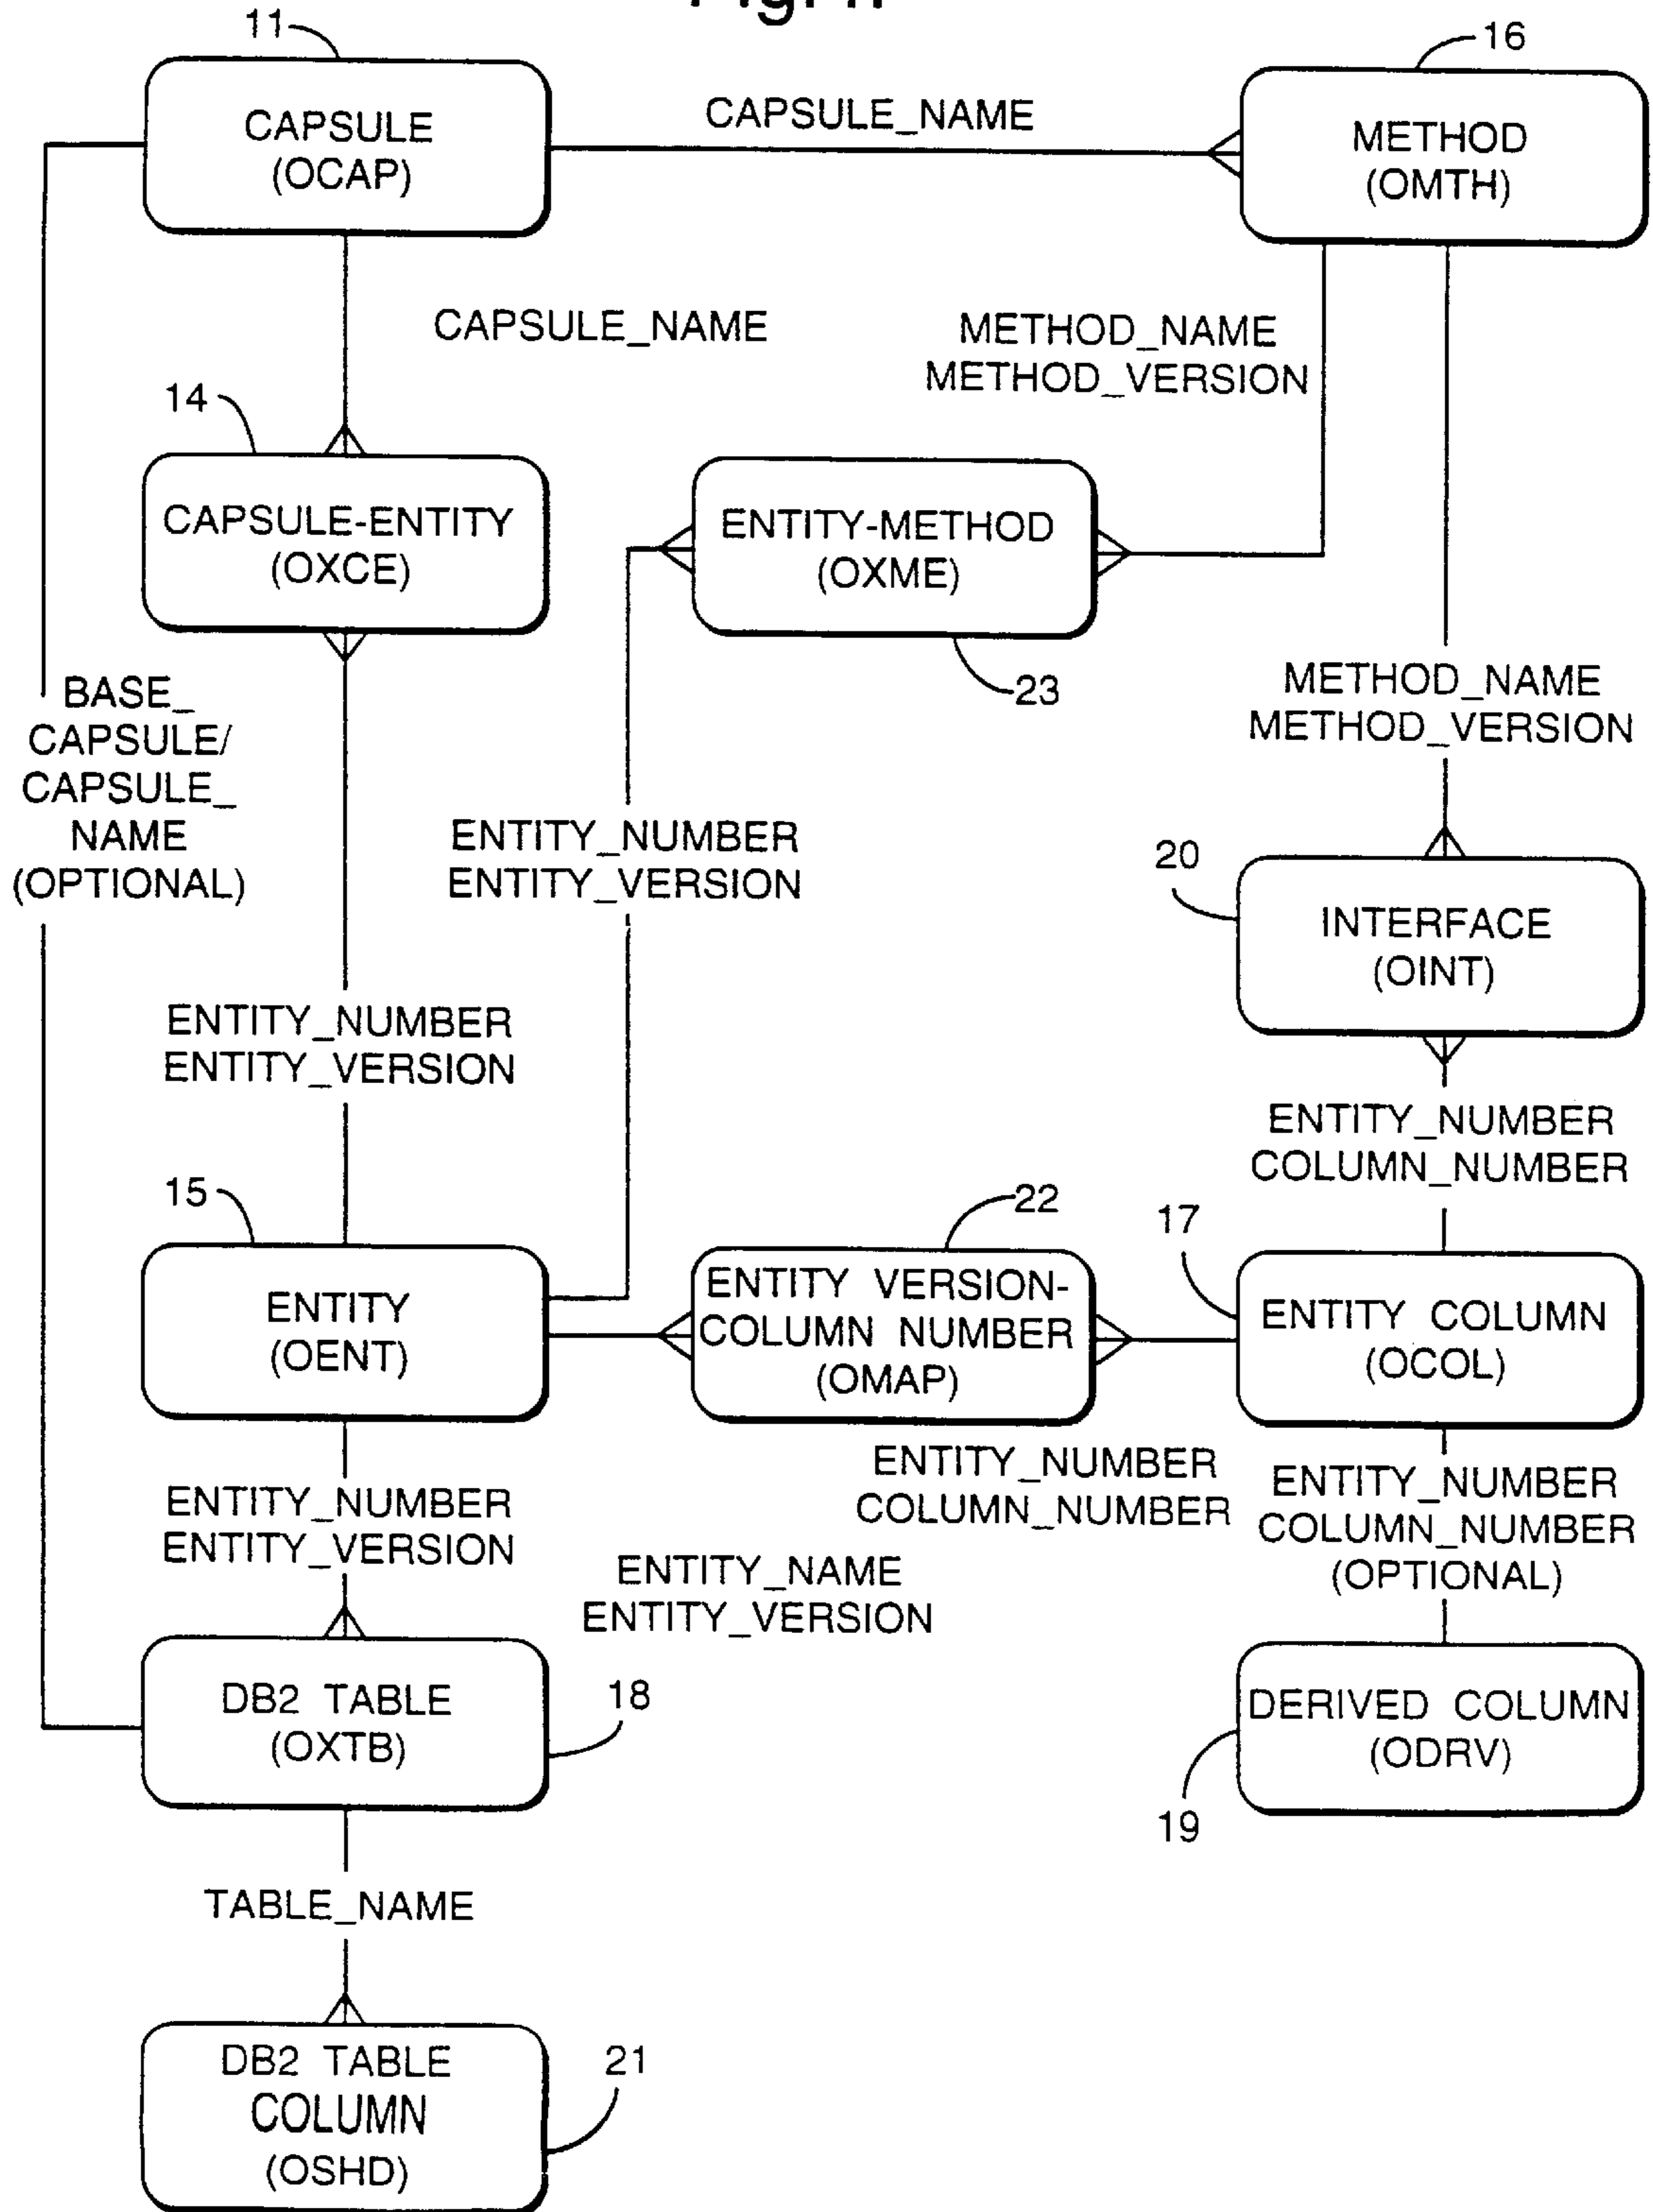 11
16
CAPSULE
(OCAP)
CAPSULE_NAME
METHOD
(OMTH)
CAPSULE_NAME
METHOD_NAME
METHOD_VERSION
14
CAPSULE-ENTITY
(OXCE)
ENTITY-METHOD
(OXME)
23
BASE_
CAPSULE/
CAPSULE_
NAME
(OPTIONAL)
METHOD_NAME
METHOD_VERSION
ENTITY_NUMBER
ENTITY_VERSION
20
INTERFACE
(OINT)
ENTITY_NUMBER
ENTITY_VERSION
ENTITY_NUMBER
COLUMN_NUMBER
15
22
17
ENTITY
(OENT)
ENTITY VERSION-
COLUMN NUMBER
(OMAP)
ENTITY COLUMN
(OCOL)
ENTITY_NUMBER
ENTITY_VERSION
ENTITY_NUMBER
COLUMN_NUMBER
ENTITY_NUMBER
COLUMN_NUMBER
(OPTIONAL)
ENTITY_NAME
ENTITY_VERSION
DB2 TABLE
(OXTB)
18
DERIVED COLUMN
(ODRV)
19
TABLE_NAME
DB2 TABLE
COLUMN
(OSHD)
21